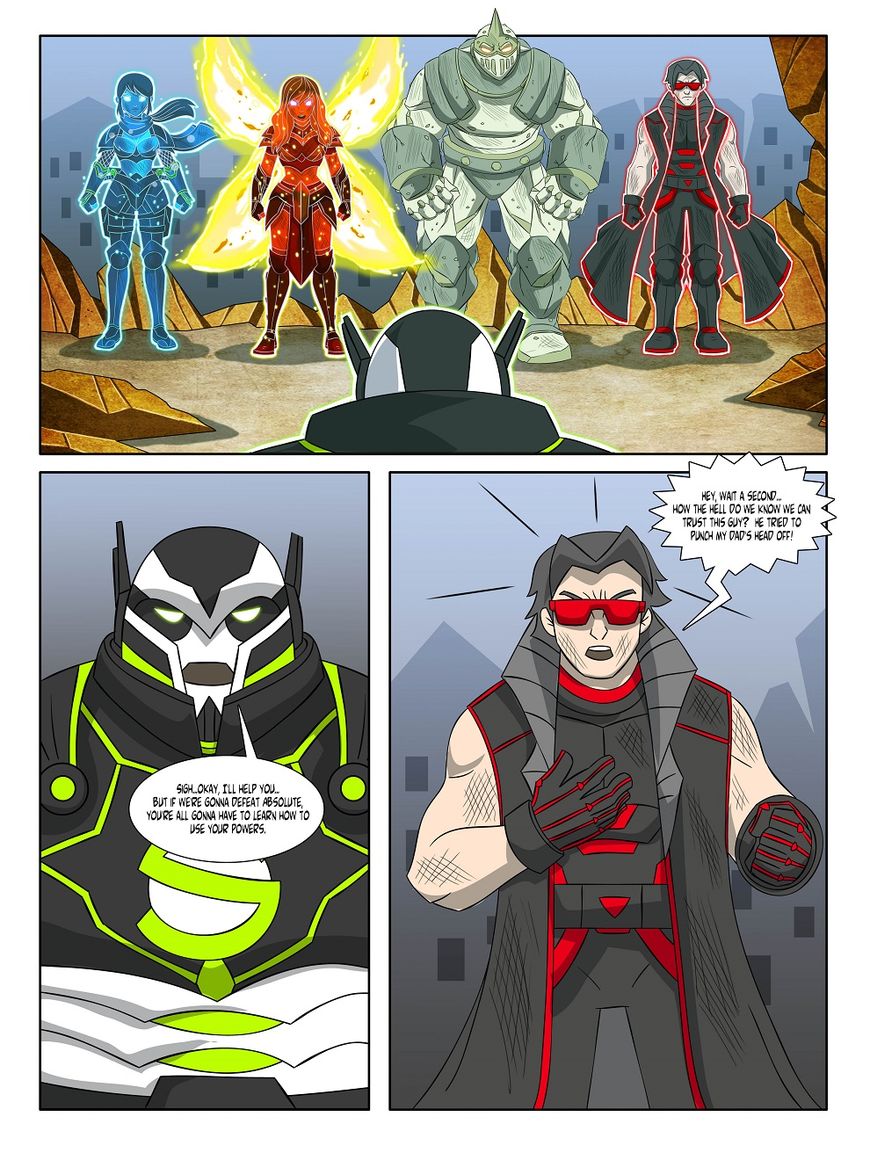 SIGH...OKAY, I'LL HELP YOU...
BUT IF WE'RE GONNA DEFEAT ABSOLUTE,
YOU'RE ALL GONNA HAVE TO LEARN HOW TO
USE YOUR POWERS.
HEY, WAIT A SECOND...
HOW THE HELL DO WE KNOW WE CAN
TRUST THIS GUY? HE TRIED TO
PUNCH MY DAD'S HEAD OFF!